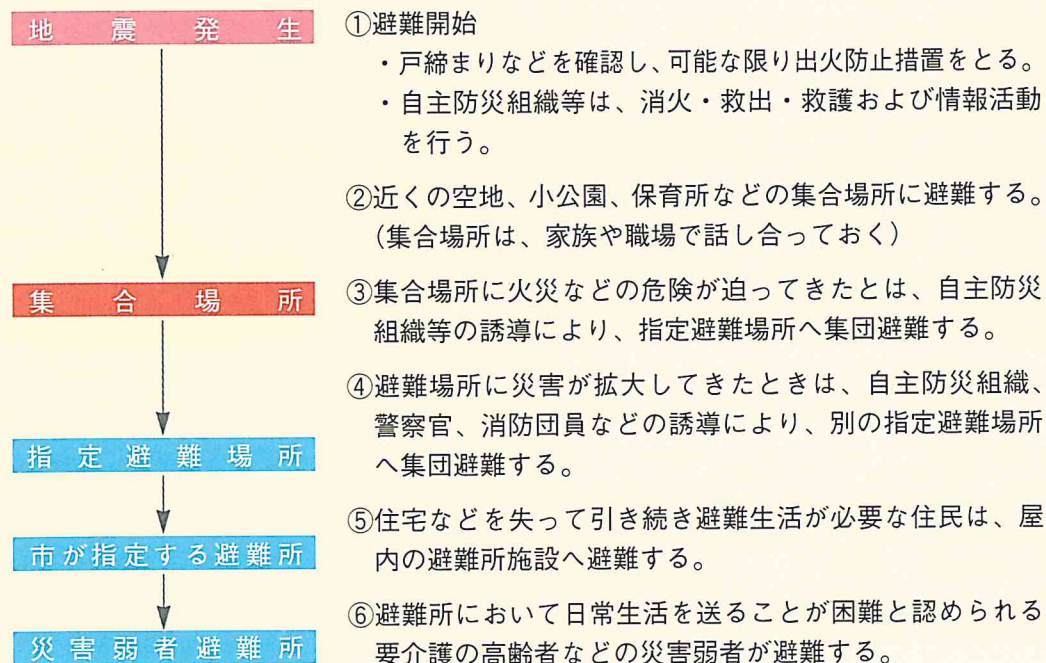 地震発生
①避難開始
・戸締まりなどを確認し、可能な限り出火防止措置をとる。
・自主防災組織等は、消火・救出・救護および情報活動
を行う。
②近くの空地、小公園、保育所などの集合場所に避難する。
(集合場所は、家族や職場で話し合っておく)
集合場所
③集合場所に火災などの危険が迫ってきたとは、自主防災
組織等の誘導により、指定避難場所へ集団避難する。
④避難場所に災害が拡大してきたときは、自主防災組織、
警察官、消防団員などの誘導により、別の指定避難場所
へ集団避難する。
指定避難場所
⑤住宅などを失って引き続き避難生活が必要な住民は、屋
内の避難所施設へ避難する。
市が指定する避難所
⑥避難所において日常生活を送ることが困難と認められる
要介護の高齢者などの災害弱者が避難する。
災害弱者避難所